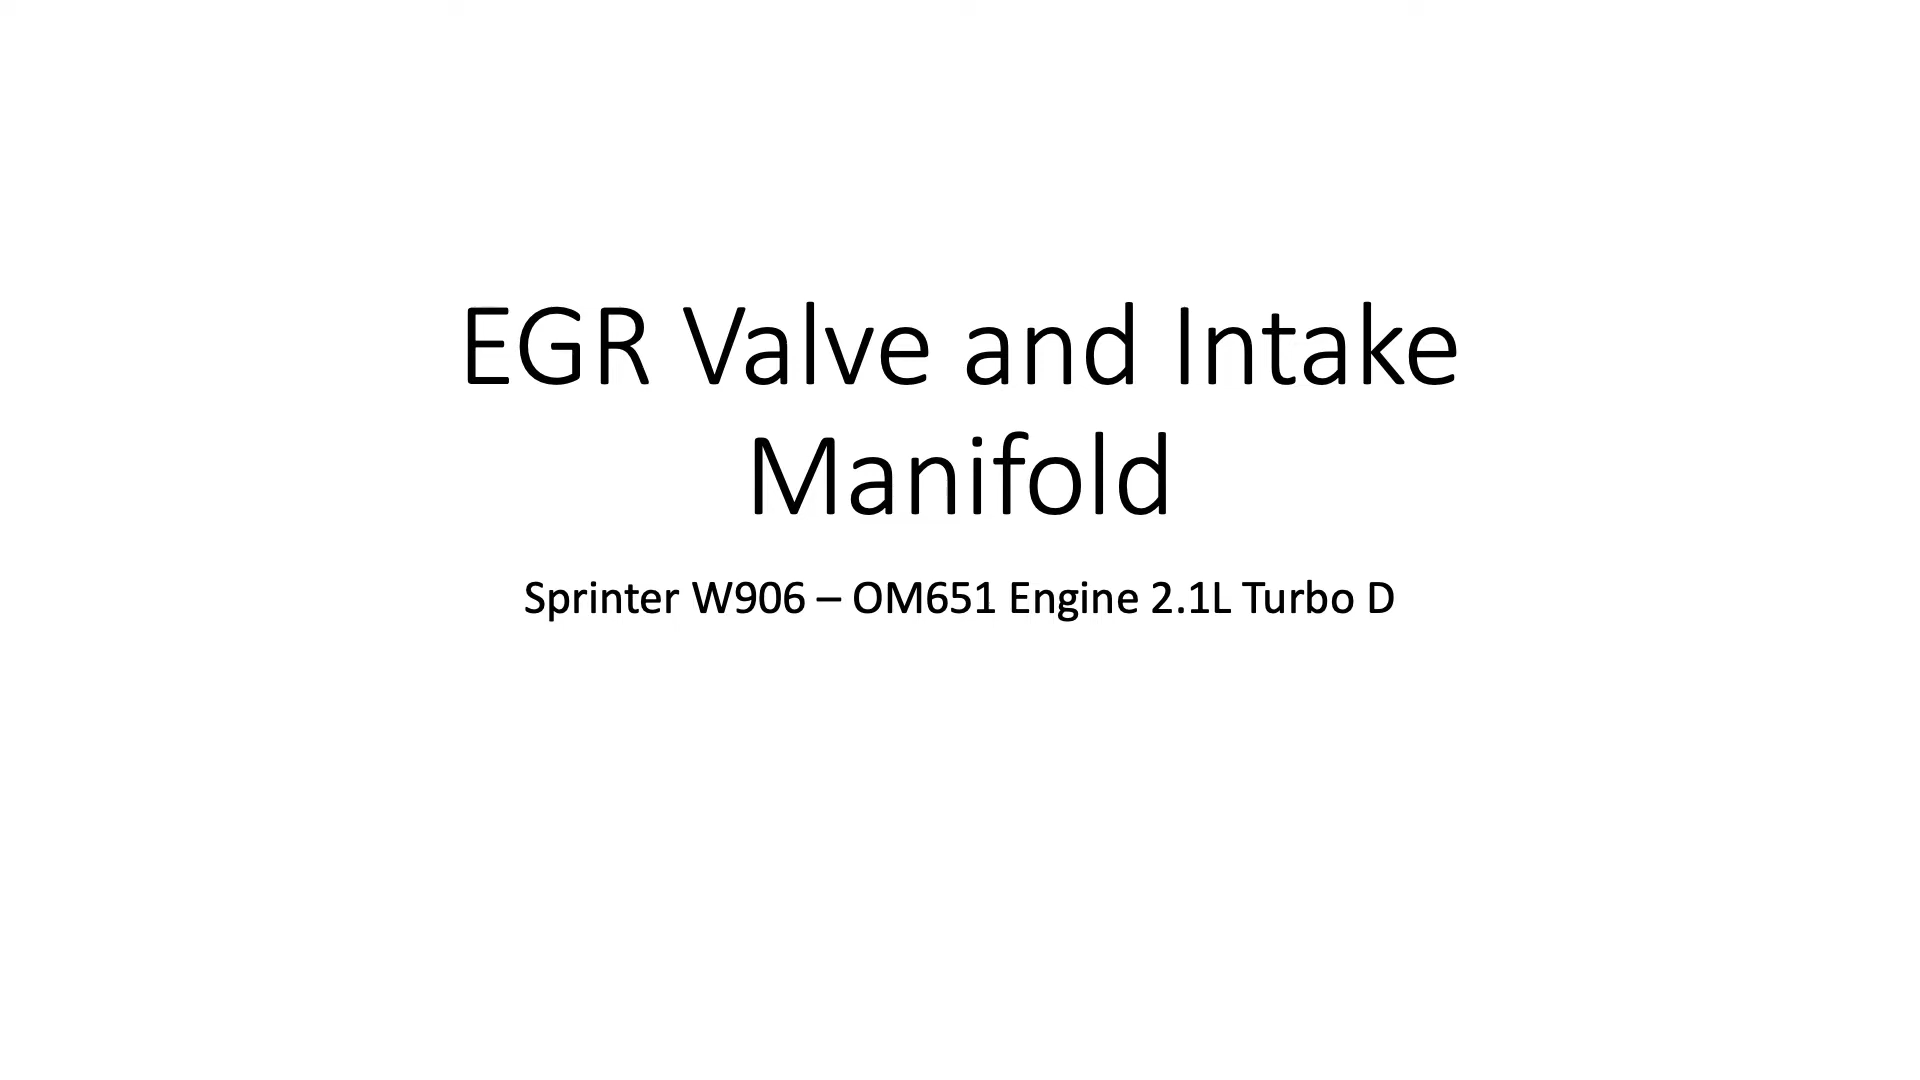 EGR Valve and Intake
Manifold
Sprinter W906 – OM651 Engine 2.1L Turbo D